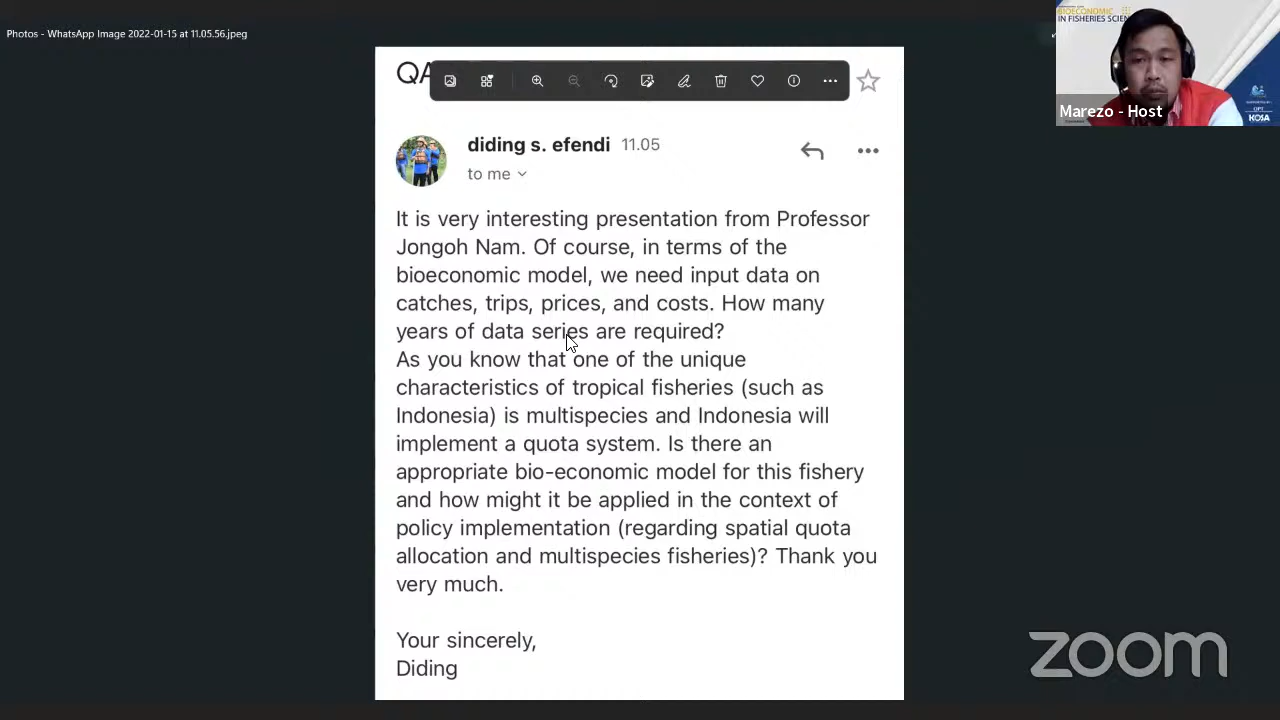 Photos - WhatsApp Image 2022-01-15 at 11.05.56.jpeg
BIOECONOMIC
IN FISHERIES SCIEN
Marezo - Host
KOSA
diding s. efendi 11.05
to me
It is very interesting presentation from Professor
Jongoh Nam. Of course, in terms of the
bioeconomic model, we need input data on
catches, trips, prices, and costs. How many
years of data series are required?
As you know that one of the unique
characteristics of tropical fisheries (such as
Indonesia) is multispecies and Indonesia will
implement a quota system. Is there an
appropriate bio-economic model for this fishery
and how might it be applied in the context of
policy implementation (regarding spatial quota
allocation and multispecies fisheries)? Thank you
very much.
Your sincerely,
Diding
zoom